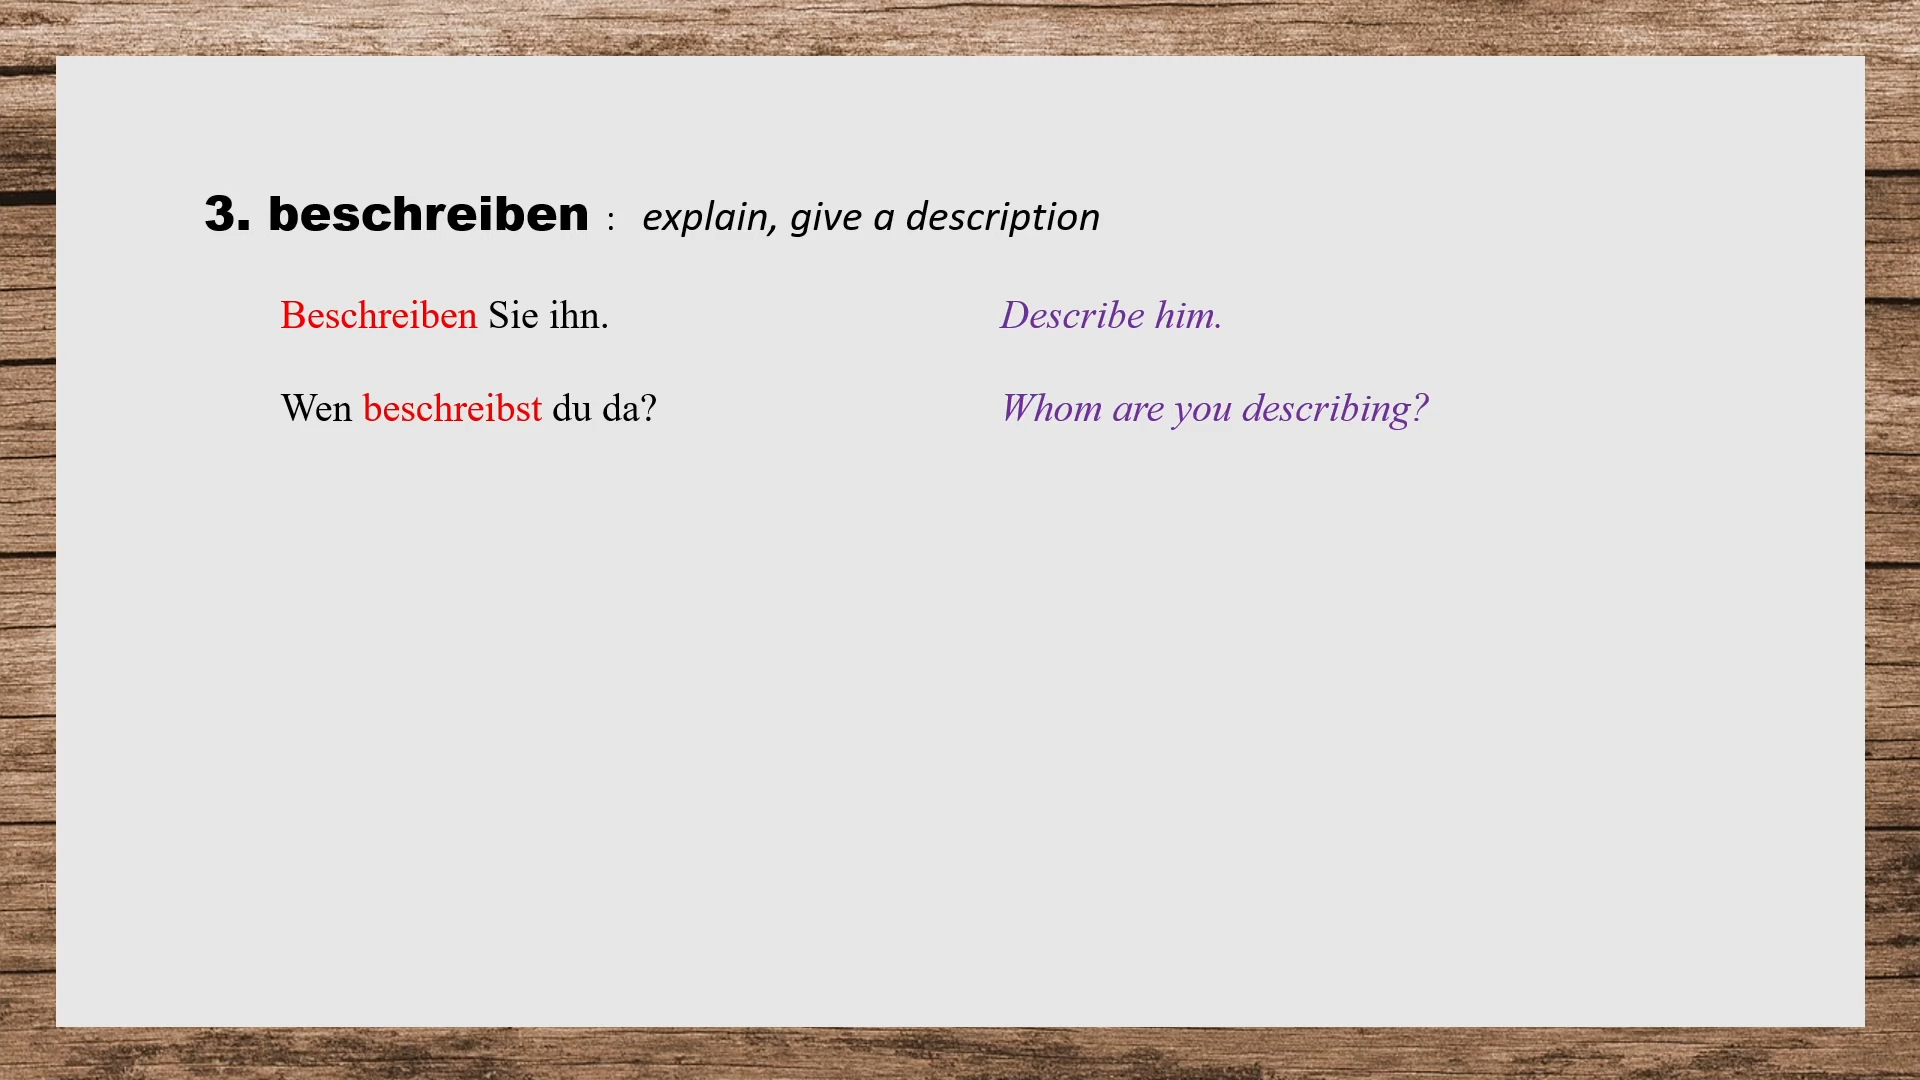 3. beschreiben : explain, give a description
Beschreiben Sie ihn. Describe him.
Wen beschreibst du da? Whom are you describing?